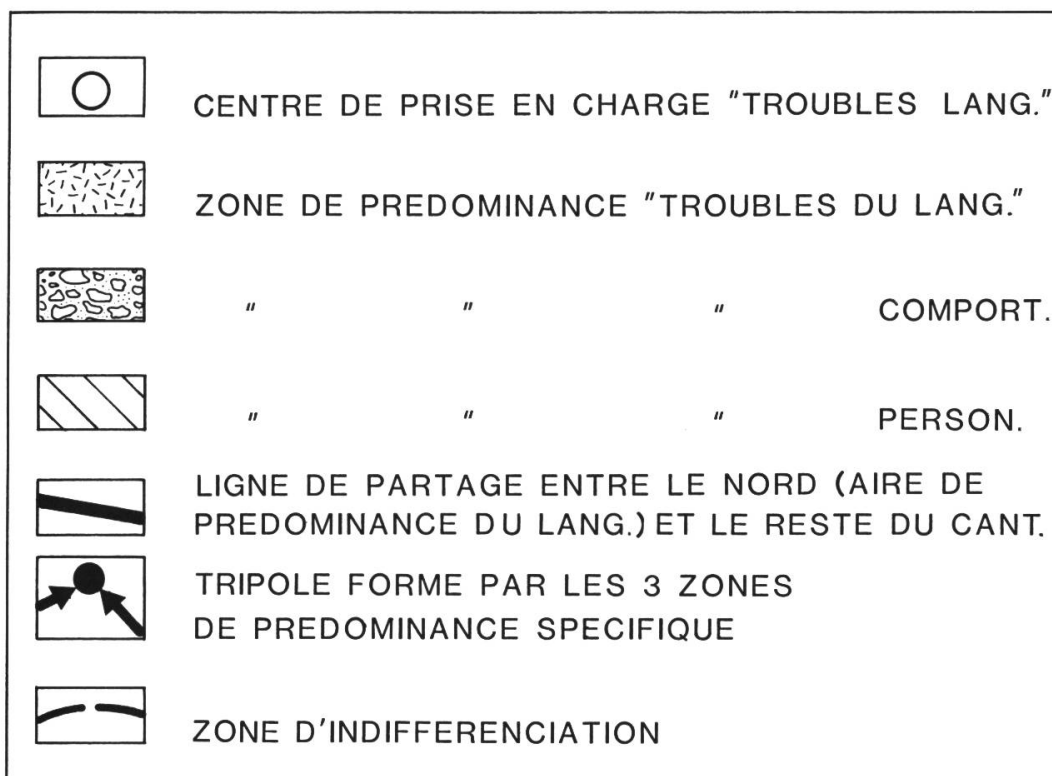 CENTRE DE PRISE EN CHARGE "TROUBLES LANG."
ZONE DE PREDOMINANCE "TROUBLES DU LANG."
" " " COMPORT.
" " " PERSON.
LIGNE DE PARTAGE ENTRE LE NORD (AIRE DE
PREDOMINANCE DU LANG.) ET LE RESTE DU CANT.
TRIPOLE FORME PAR LES 3 ZONES
DE PREDOMINANCE SPECIFIQUE
ZONE D'INDIFFERENCIATION